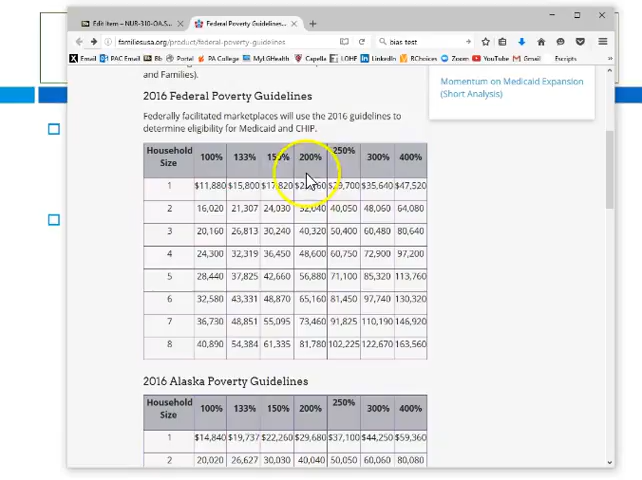 Edit Item — NUR-310-OA.S... ×
Federal Poverty Guidelines... ×
+
familiesusa.org/product/federal-poverty-guidelines
bias test
Email PAC Email Bb Portal PA College MyLGHealth Capella LOHF LinkedIn RChoices Zoom YouTube Gmail Escripts
and Families).
Momentum on Medicaid Expansion
(Short Analysis)
2016 Federal Poverty Guidelines
Federally facilitated marketplaces will use the 2016 guidelines to
determine eligibility for Medicaid and CHIP.
Household Size 100% 133% 150% 200% 250% 300% 400%
1 $11,880 $15,800 $17,820 $29,700 $35,640 $47,520
2 16,020 21,307 24,030 32,040 40,050 48,060 64,080
3 20,160 26,813 30,240 40,320 50,400 60,480 80,640
4 24,300 32,319 36,450 48,600 60,750 72,900 97,200
5 28,440 37,825 42,660 56,880 71,100 85,320 113,760
6 32,580 43,331 48,870 65,160 81,450 97,740 130,320
7 36,730 48,851 55,095 73,460 91,825 110,190 146,920
8 40,890 54,384 61,335 81,780 102,225 122,670 163,560
2016 Alaska Poverty Guidelines
Household Size 100% 133% 150% 200% 250% 300% 400%
1 $14,840 $19,737 $22,260 $29,680 $37,100 $44,250 $59,360
2 20,020 26,627 30,030 40,040 50,050 60,060 80,080